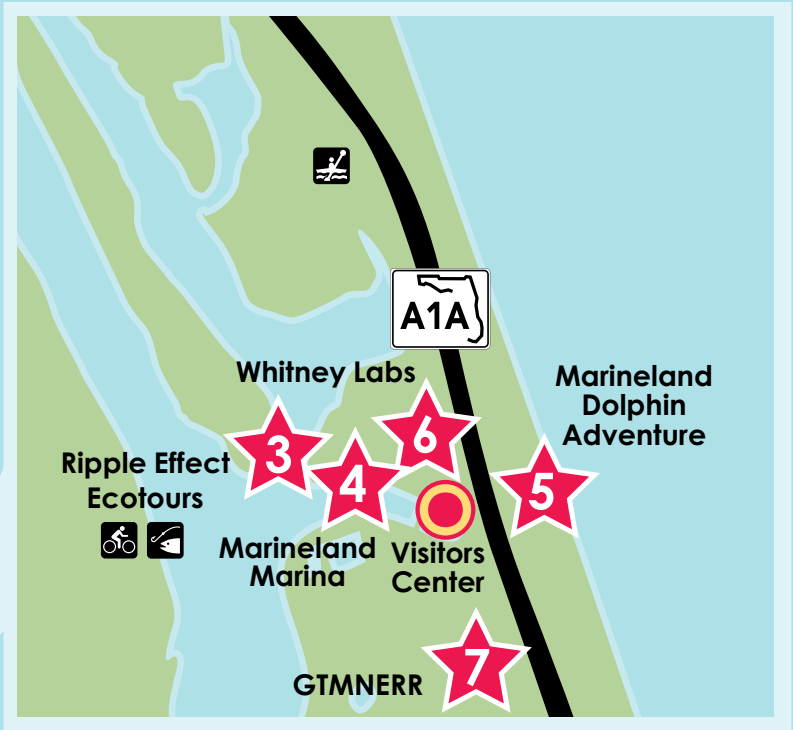 A1A
Whitney Labs
Marineland
Dolphin
Adventure
6
3
4
5
Ripple Effect
Ecotours
Marineland
Marina
Visitors
Center
7
GTMNERR